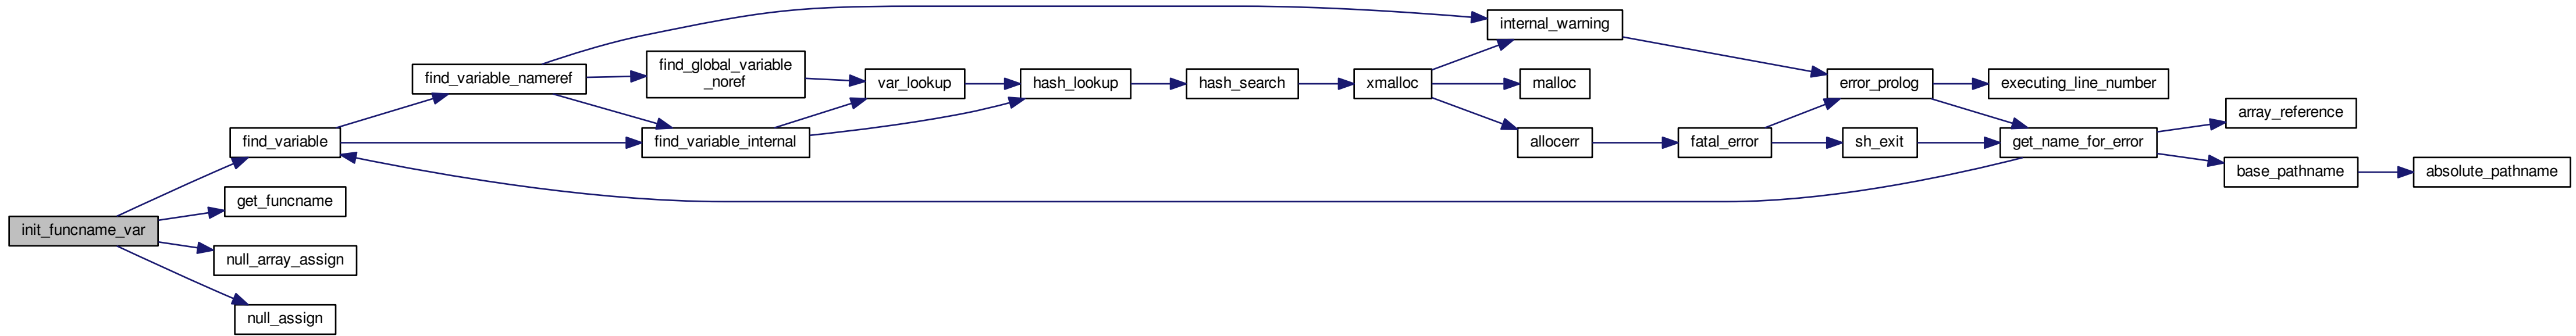 init_funcname_var
find_variable
get_funcname
null_array_assign
null_assign
find_variable_nameref
find_global_variable
_noref
find_variable_internal
var_lookup
hash_lookup
hash_search
xmalloc
internal_warning
malloc
allocerr
fatal_error
error_prolog
sh_exit
executing_line_number
get_name_for_error
array_reference
base_pathname
absolute_pathname